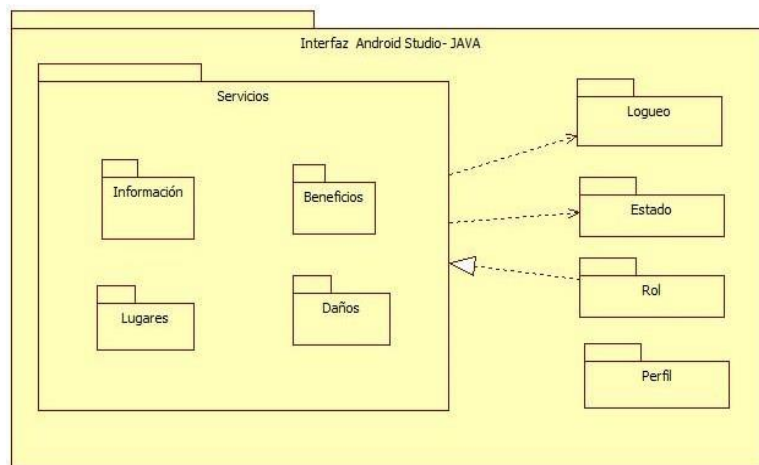 Interfaz Android Studio- JAVA
Servicios
Logueo
Información
Beneficios
Estado
Lugares
Daños
Rol
Perfil